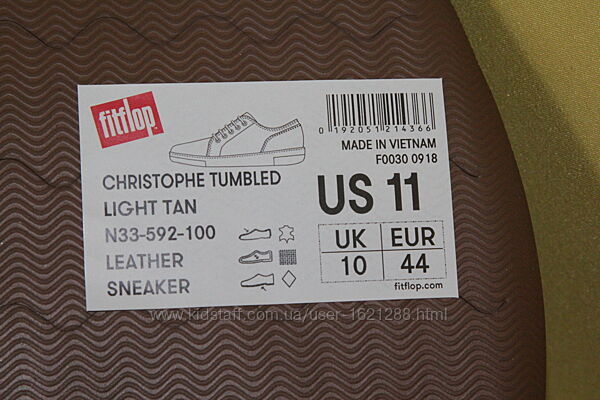 fitflop
0 192051 214366
MADE IN VIETNAM
F0030 0918
CHRISTOPHE TUMBLED
LIGHT TAN
N33-592-100
LEATHER
SNEAKER
US 11
UK EUR
10 44
fitflop.com
www.kidstaff.com.ua/user-1621288.html